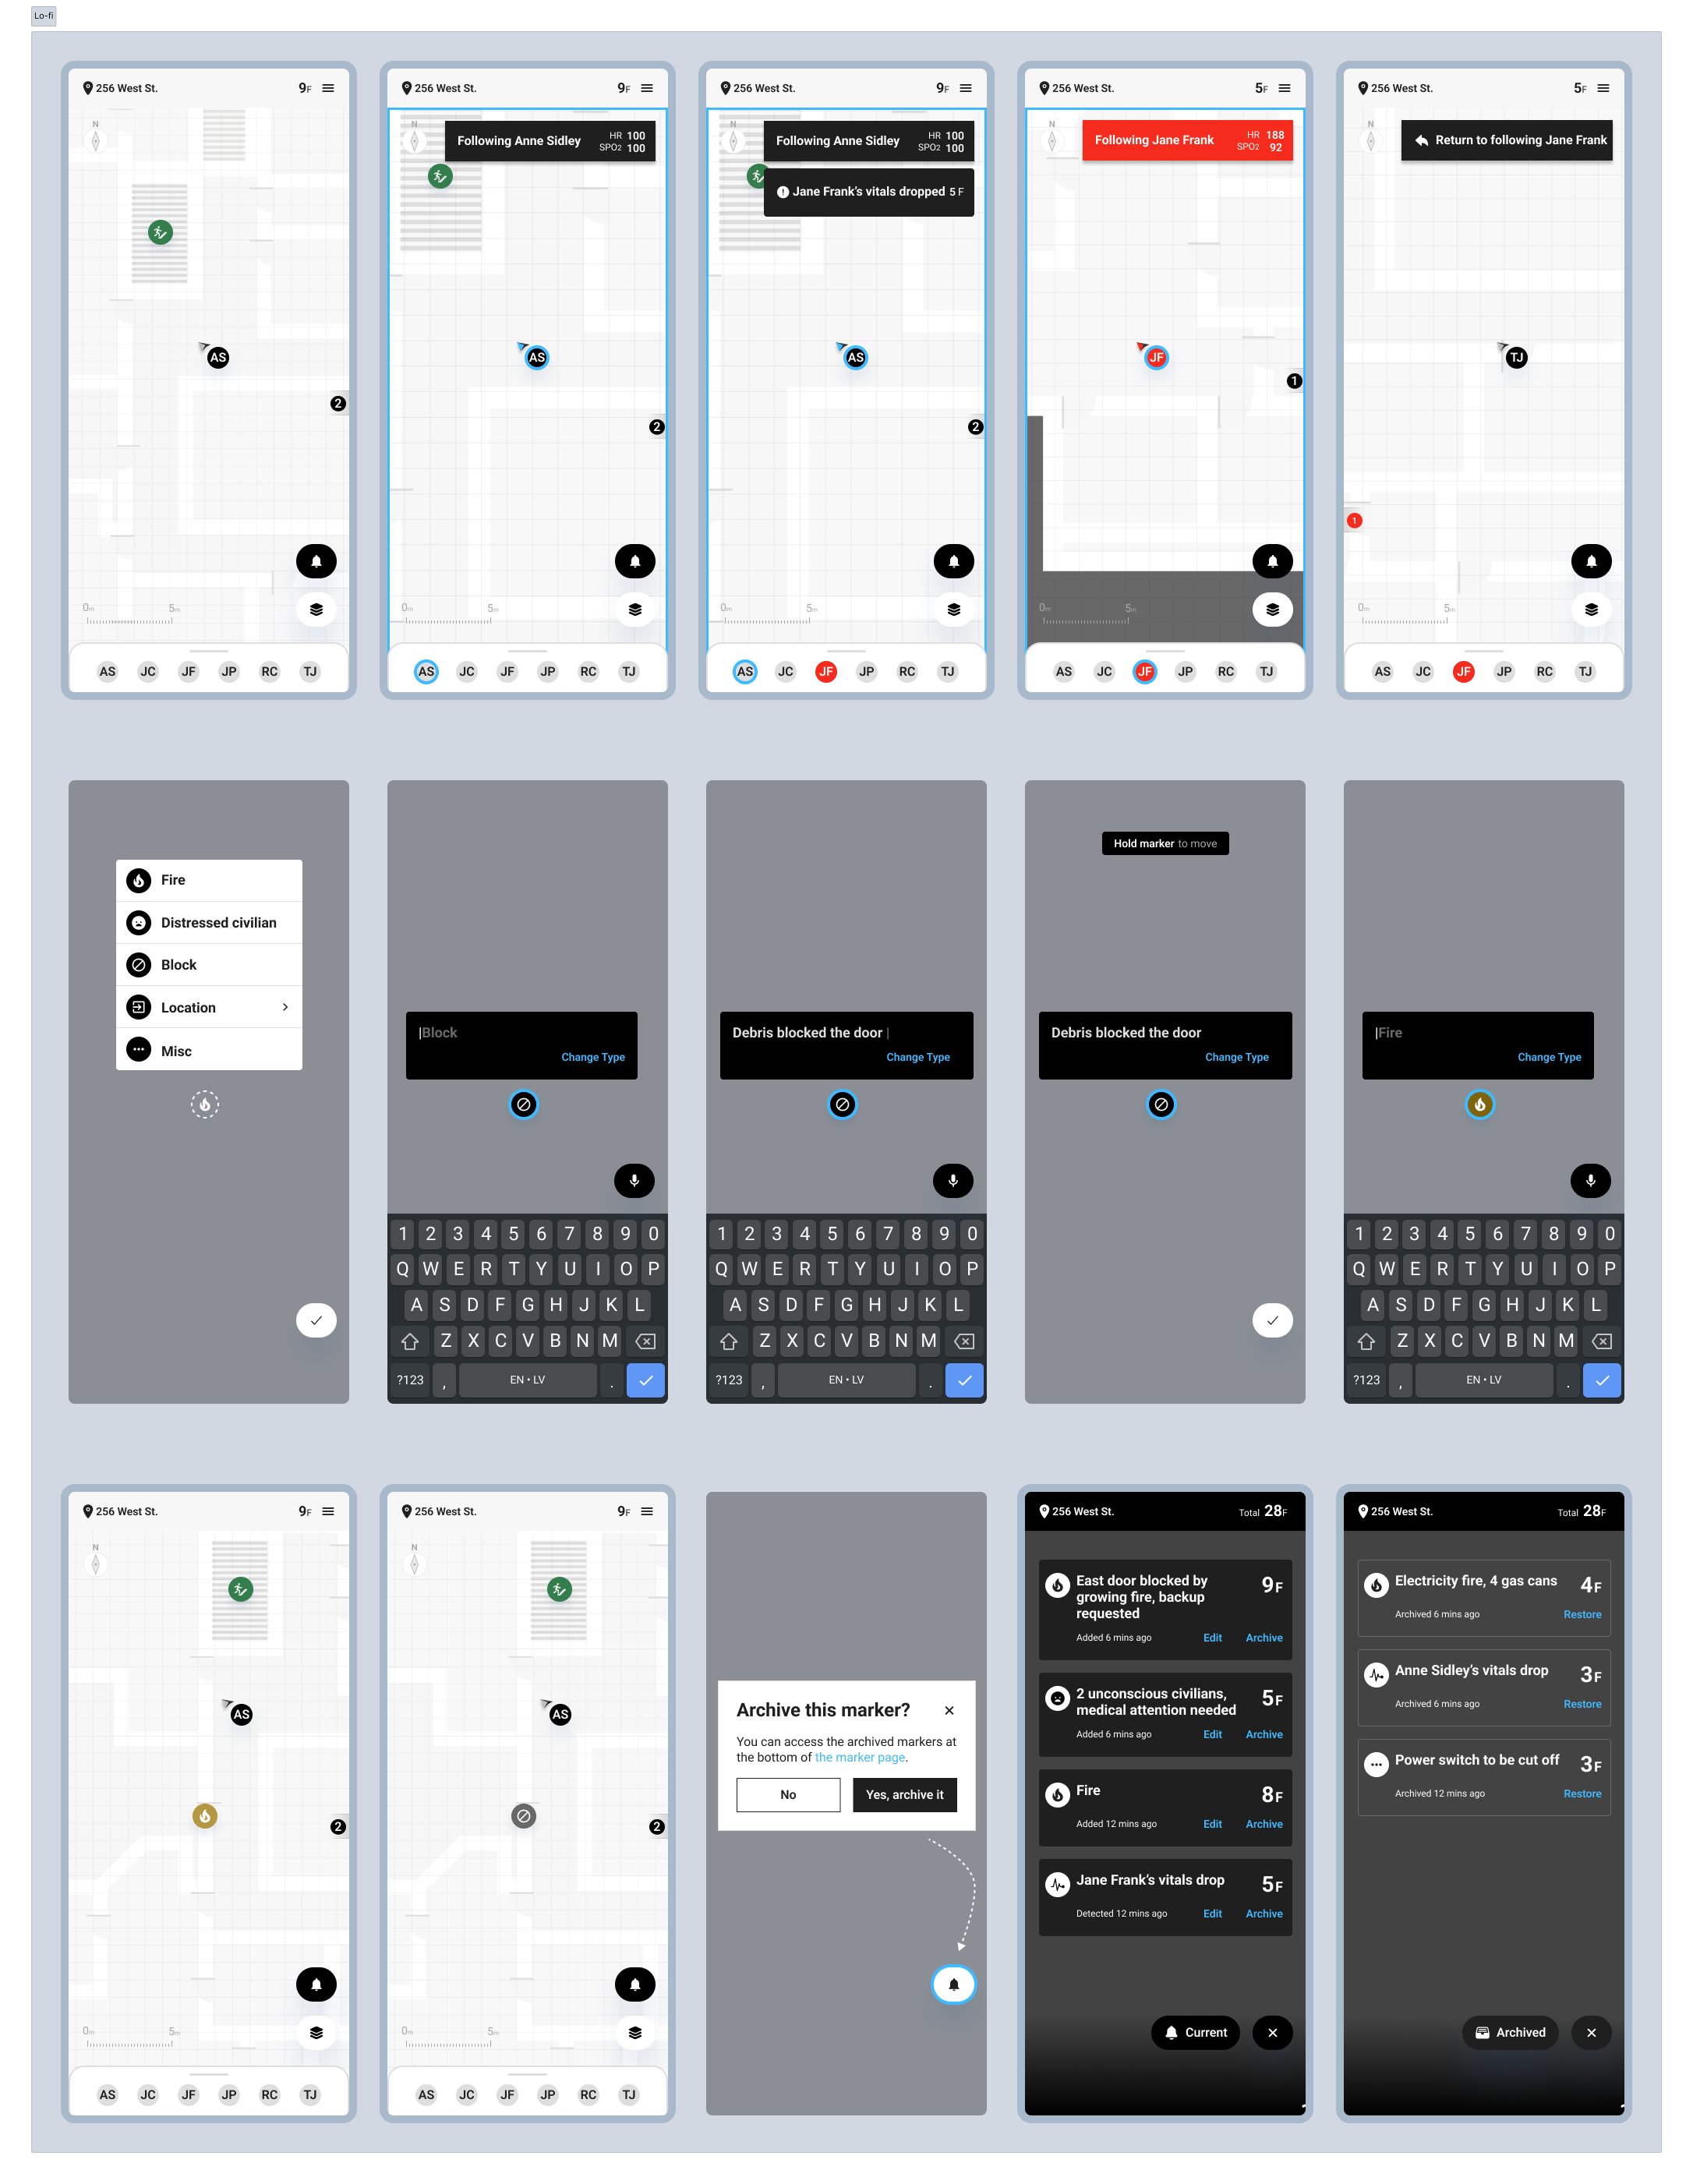 Lo-fi
256 West St.
9F
N
AS
2
0m
5m
AS JC JF JP RC TJ
256 West St.
9F
N
Following Anne Sidley
HR 100
SPO2 100
AS
2
0m
5m
AS JC JF JP RC TJ
256 West St.
9F
N
Following Anne Sidley
HR 100
SPO2 100
Jane Frank's vitals dropped 5 F
AS
2
0m
5m
AS JC JF JP RC TJ
256 West St.
5F
N
Following Jane Frank
HR 188
SPO2 92
JF
1
0m
5m
AS JC JF JP RC TJ
256 West St.
5F
N
Return to following Jane Frank
TJ
1
0m
5m
AS JC JF JP RC TJ
Fire
Distressed civilian
Block
Location
Misc
Block
Change Type
1 2 3 4 5 6 7 8 9 0
Q W E R T Y U I O P
A S D F G H J K L
Z X C V B N M
?123 , EN • LV .
Debris blocked the door
Change Type
1 2 3 4 5 6 7 8 9 0
Q W E R T Y U I O P
A S D F G H J K L
Z X C V B N M
?123 , EN • LV .
Hold marker to move
Debris blocked the door
Change Type
Fire
Change Type
1 2 3 4 5 6 7 8 9 0
Q W E R T Y U I O P
A S D F G H J K L
Z X C V B N M
?123 , EN • LV .
256 West St.
9F
N
AS
2
0m
5m
AS JC JF JP RC TJ
256 West St.
9F
N
AS
2
0m
5m
AS JC JF JP RC TJ
Archive this marker?
You can access the archived markers at
the bottom of the marker page.
No
Yes, archive it
256 West St.
Total 28F
East door blocked by
growing fire, backup
requested
9F
Added 6 mins ago
Edit
Archive
2 unconscious civilians,
medical attention needed
5F
Added 6 mins ago
Edit
Archive
Fire
8F
Added 12 mins ago
Edit
Archive
Jane Frank's vitals drop
5F
Detected 12 mins ago
Edit
Archive
Current
256 West St.
Total 28F
Electricity fire, 4 gas cans
4F
Archived 6 mins ago
Restore
Anne Sidley's vitals drop
3F
Archived 6 mins ago
Restore
Power switch to be cut off
3F
Archived 12 mins ago
Restore
Archived